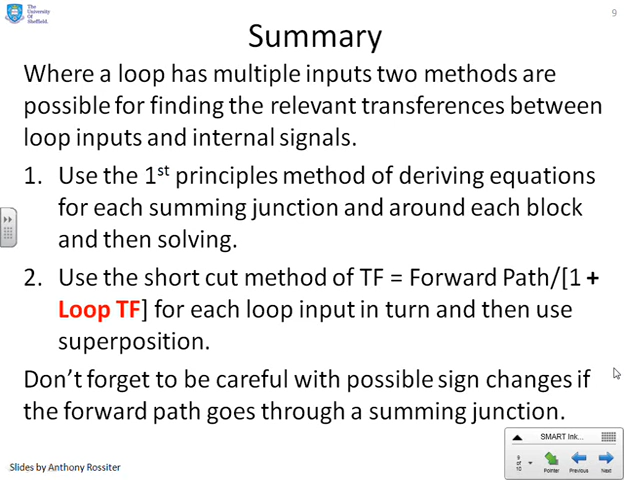 The
University
Of
Sheffield.
9
Summary
Where a loop has multiple inputs two methods are
possible for finding the relevant transferences between
loop inputs and internal signals.
1. Use the 1st principles method of deriving equations
for each summing junction and around each block
and then solving.
2. Use the short cut method of TF = Forward Path/[1 +
Loop TF] for each loop input in turn and then use
superposition.
Don't forget to be careful with possible sign changes if
the forward path goes through a summing junction.
SMART Ink...
9
of
10
Pointer Previous Next
Slides by Anthony Rossiter